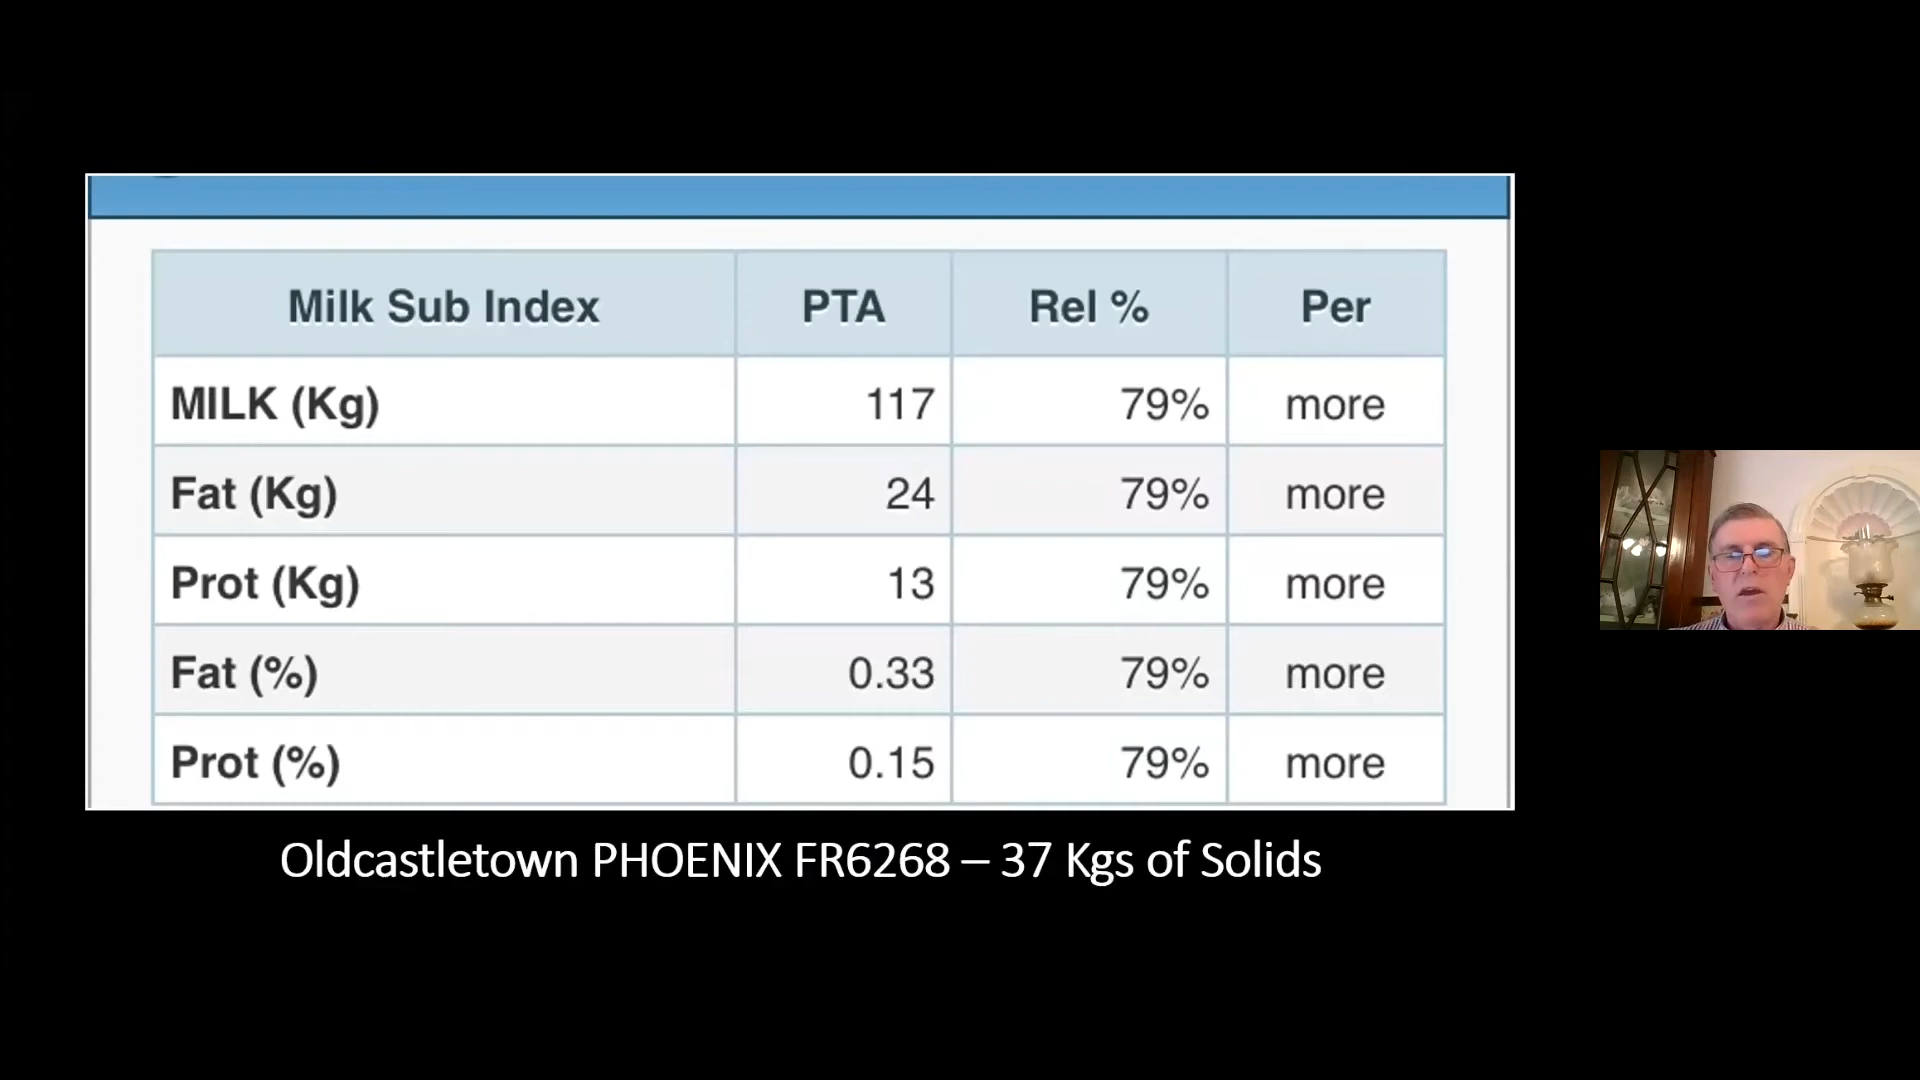 Milk Sub Index PTA Rel % Per
MILK (Kg) 117 79% more
Fat (Kg) 24 79% more
Prot (Kg) 13 79% more
Fat (%) 0.33 79% more
Prot (%) 0.15 79% more
Oldcastletown PHOENIX FR6268 – 37 Kgs of Solids